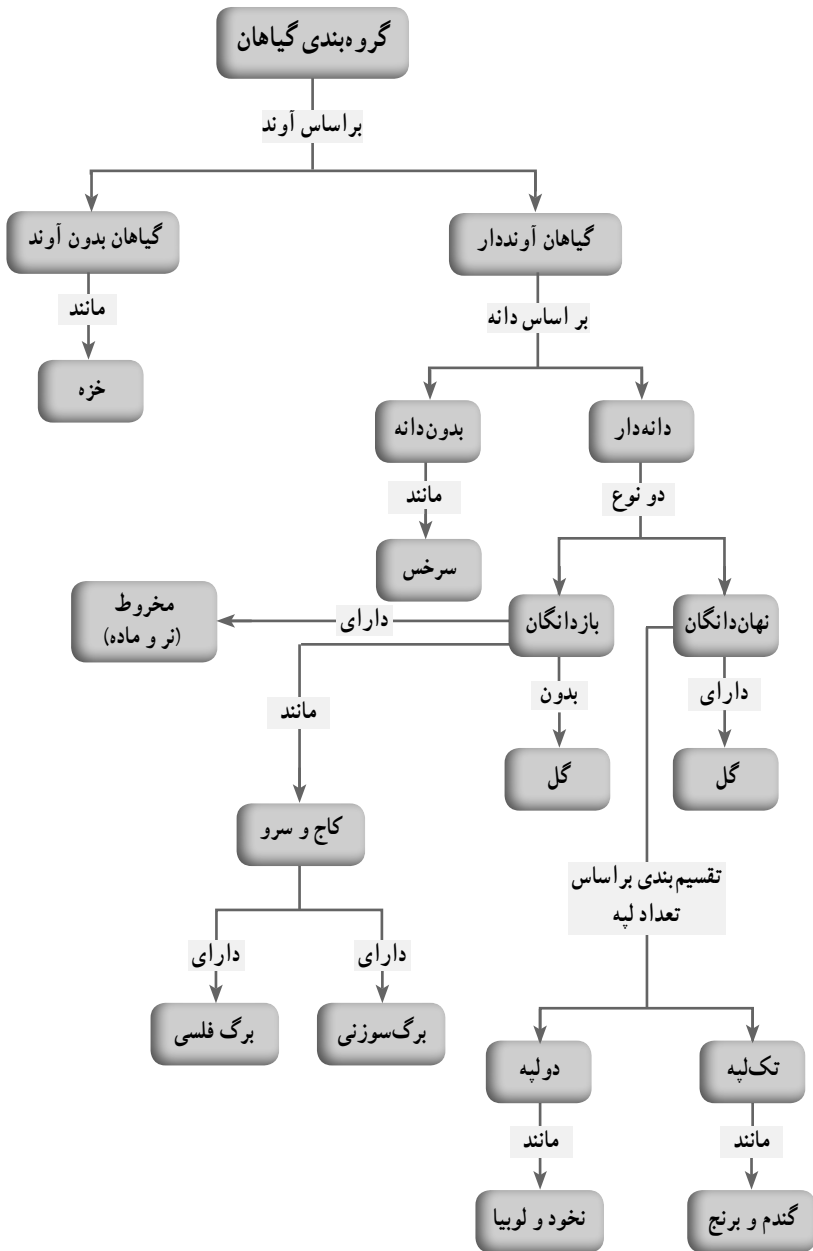 گروه‌بندی گیاهان
براساس آوند
گیاهان آونددار
گیاهان بدون آوند
بر اساس دانه
مانند
خزه
دانه‌دار
بدون‌دانه
دو نوع
مانند
سرخس
نهان‌دانگان
بازدانگان
دارای
مخروط
(نر و ماده)
دارای
بدون
مانند
گل
گل
کاج و سرو
تقسیم‌بندی براساس
تعداد لپه
دارای
دارای
برگ‌سوزنی
برگ فلسی
تک‌لپه
دولپه
مانند
مانند
گندم و برنج
نخود و لوبیا